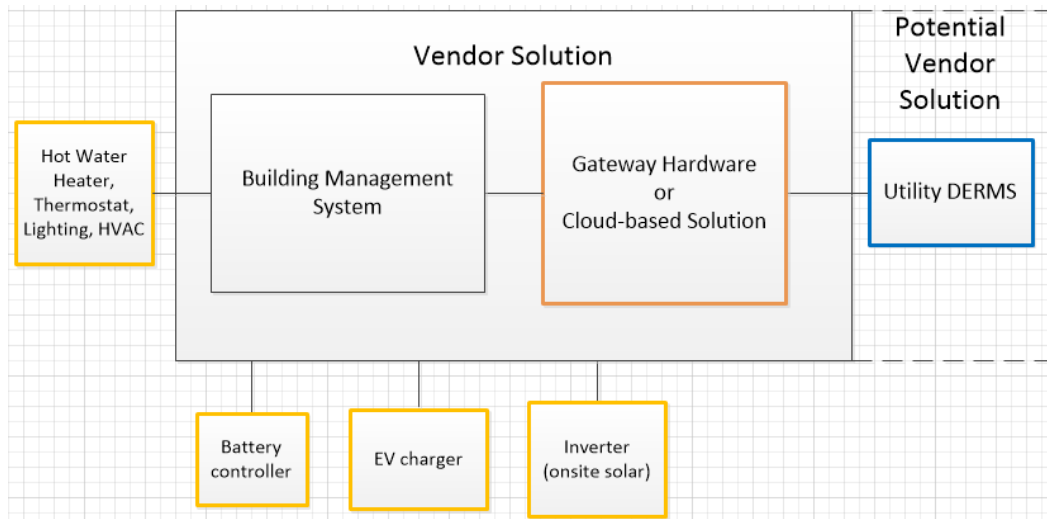 Vendor Solution
Potential
Vendor
Solution
Hot Water
Heater,
Thermostat,
Lighting, HVAC
Building Management
System
Gateway Hardware
or
Cloud-based Solution
Utility DERMS
Battery
controller
EV charger
Inverter
(onsite solar)